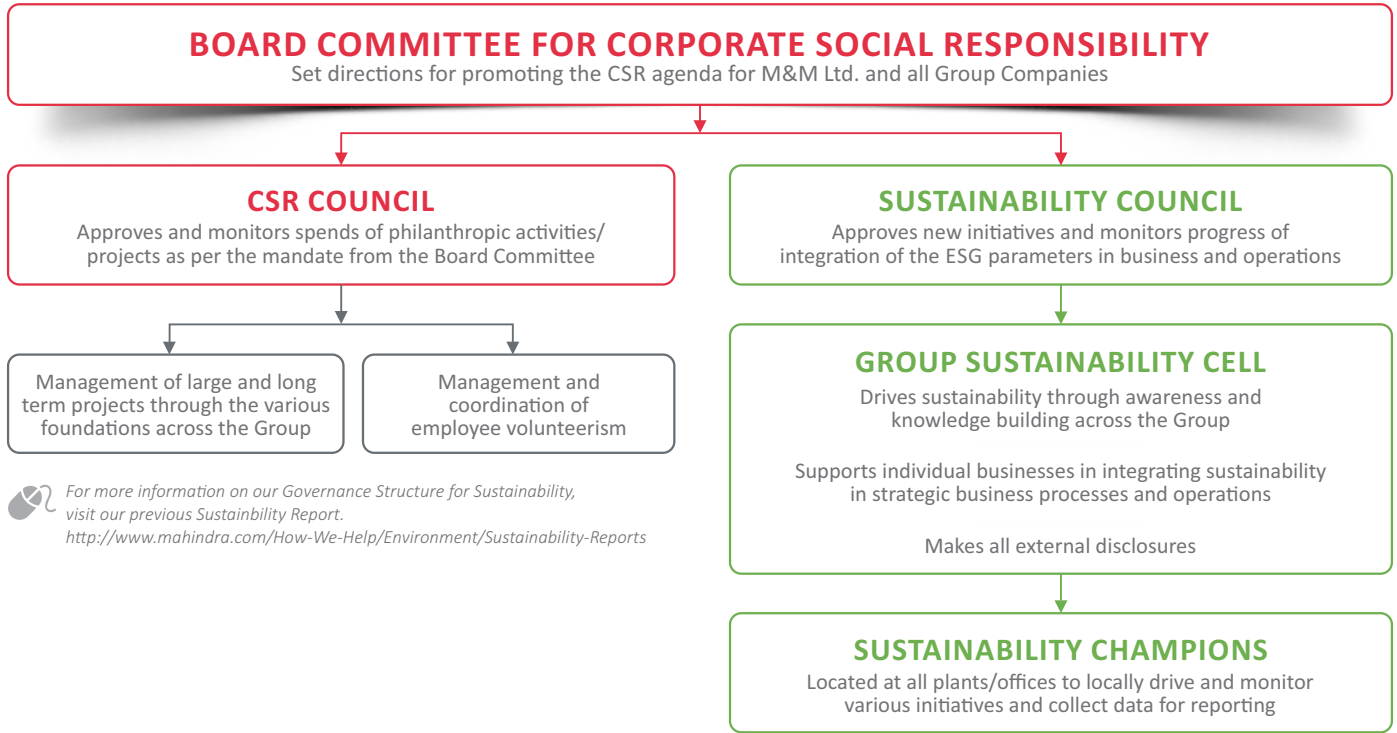 BOARD COMMITTEE FOR CORPORATE SOCIAL RESPONSIBILITY
Set directions for promoting the CSR agenda for M&M Ltd. and all Group Companies
CSR COUNCIL
Approves and monitors spends of philanthropic activities/
projects as per the mandate from the Board Committee
Management of large and long
term projects through the various
foundations across the Group
Management and
coordination of
employee volunteerism
For more information on our Governance Structure for Sustainability,
visit our previous Sustainbility Report.
http://www.mahindra.com/How-We-Help/Environment/Sustainability-Reports
SUSTAINABILITY COUNCIL
Approves new initiatives and monitors progress of
integration of the ESG parameters in business and operations
GROUP SUSTAINABILITY CELL
Drives sustainability through awareness and
knowledge building across the Group
Supports individual businesses in integrating sustainability
in strategic business processes and operations
Makes all external disclosures
SUSTAINABILITY CHAMPIONS
Located at all plants/offices to locally drive and monitor
various initiatives and collect data for reporting